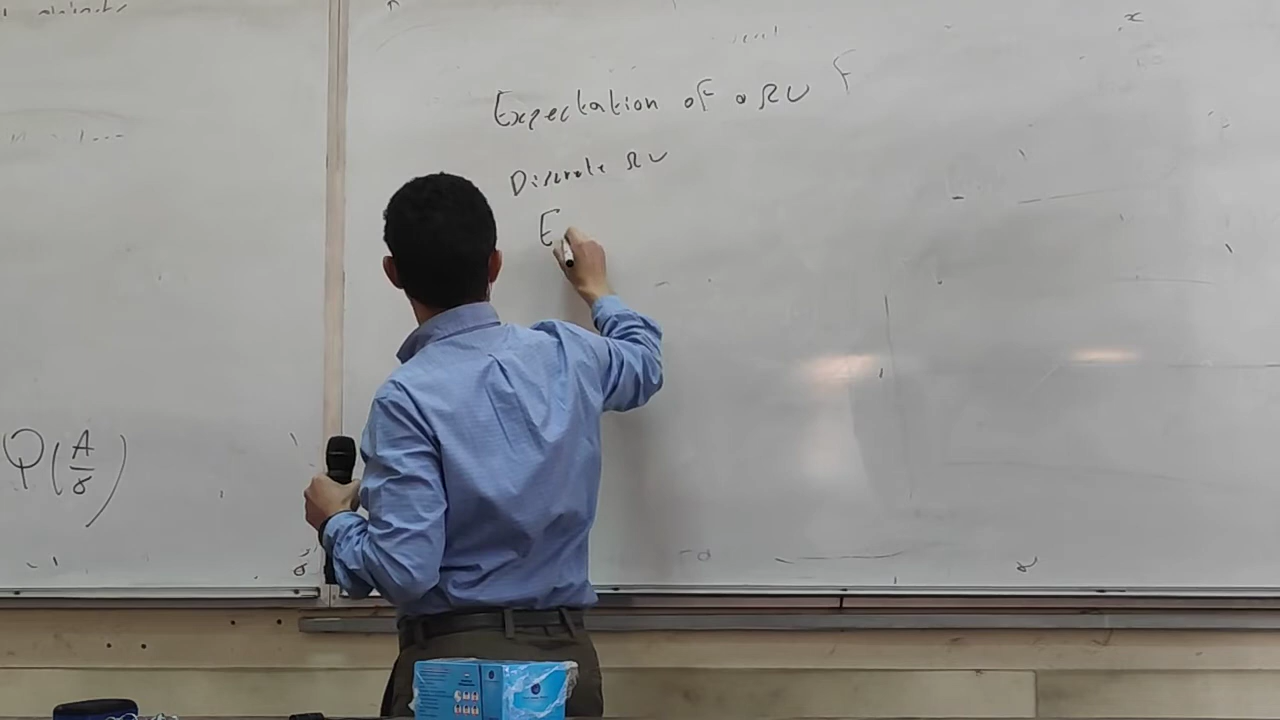 Expectation of a RV
Discrete RV
E
Q(A/σ)